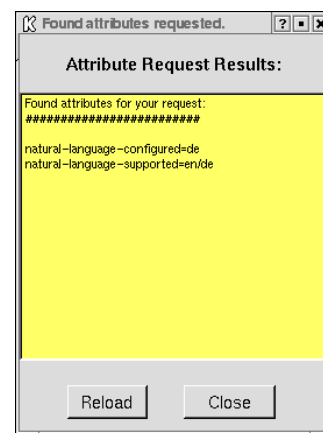 Found attributes requested.
Attribute Request Results:
Found attributes for your request:
#########################
natural-language-configured=de
natural-language-supported=en/de
Reload Close